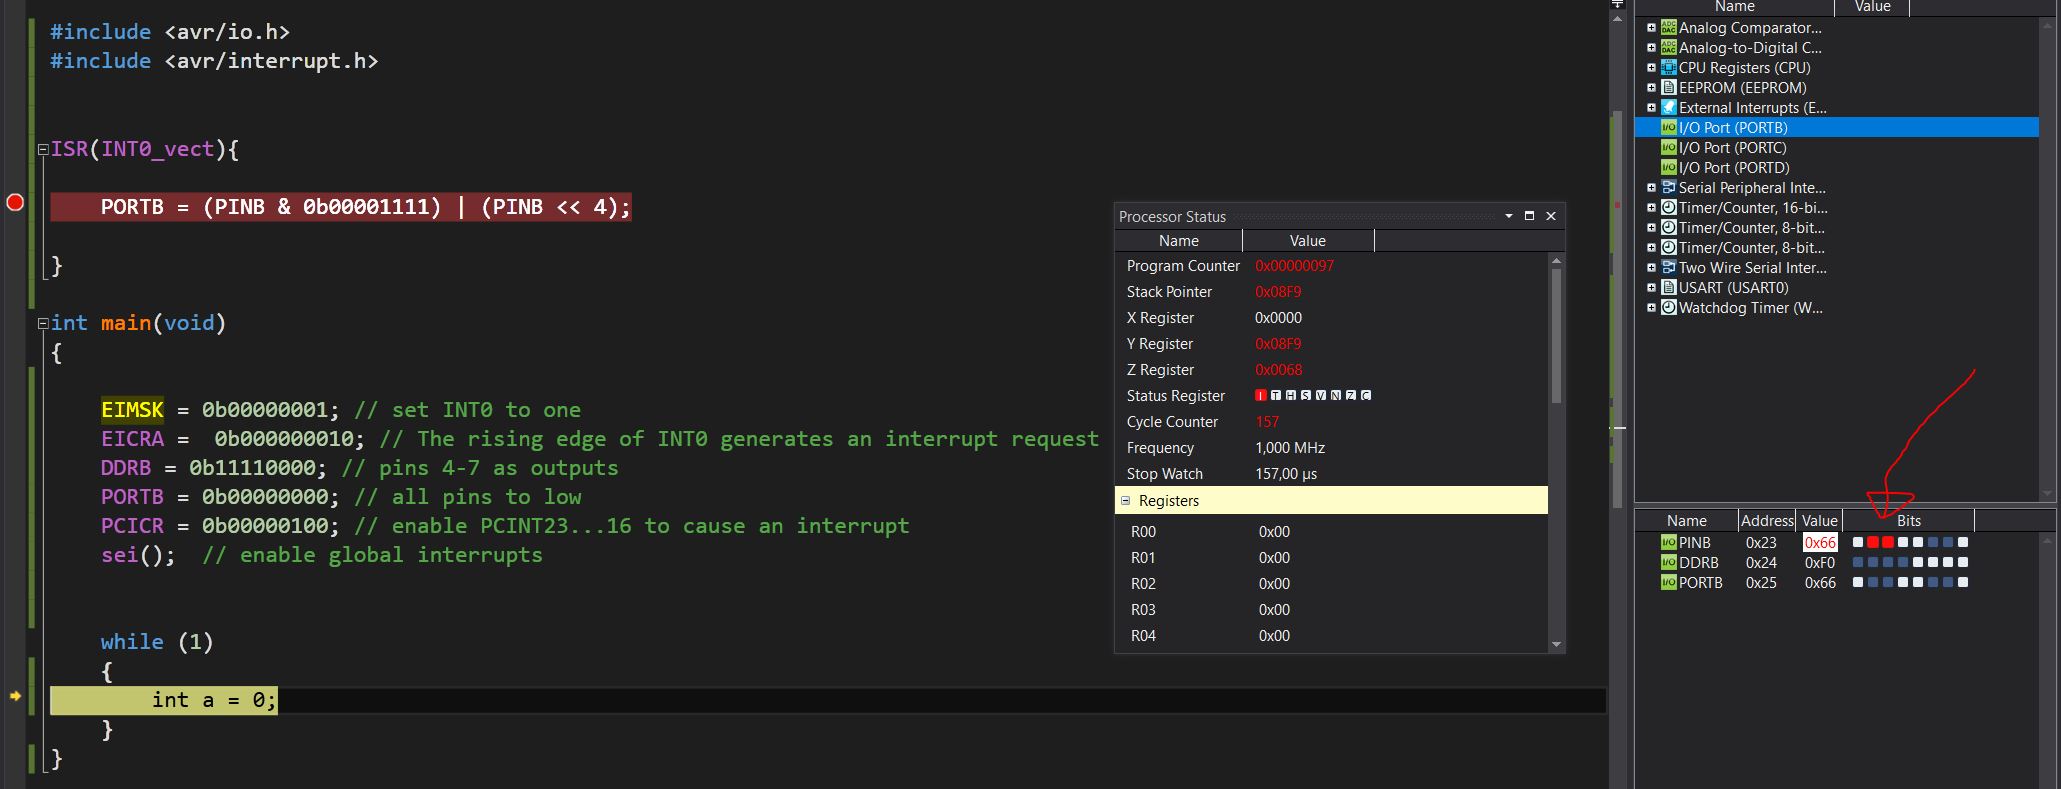 #include <avr/io.h>
#include <avr/interrupt.h>
ISR(INT0_vect){
PORTB = (PINB & 0b00001111) | (PINB << 4);
}
int main(void)
{
EIMSK = 0b00000001; // set INT0 to one
EICRA =  0b000000010; // The rising edge of INT0 generates an interrupt request
DDRB = 0b11110000; // pins 4-7 as outputs
PORTB = 0b00000000; // all pins to low
PCICR = 0b00000100; // enable PCINT23...16 to cause an interrupt
sei();  // enable global interrupts
while (1)
{
int a = 0;
}
}
Processor Status
Name Value
Program Counter 0x00000097
Stack Pointer 0x08F9
X Register 0x0000
Y Register 0x08F9
Z Register 0x0068
Status Register I T H S V N Z C
Cycle Counter 157
Frequency 1,000 MHz
Stop Watch 157,00 µs
Registers
R00 0x00
R01 0x00
R02 0x00
R03 0x00
R04 0x00
Name Value
ADC DAC Analog Comparator...
ADC DAC Analog-to-Digital C...
CPU Registers (CPU)
EEPROM (EEPROM)
External Interrupts (E...
I/O I/O Port (PORTB)
I/O I/O Port (PORTC)
I/O I/O Port (PORTD)
Serial Peripheral Inte...
Timer/Counter, 16-bi...
Timer/Counter, 8-bit...
Timer/Counter, 8-bit...
Two Wire Serial Inter...
USART (USART0)
Watchdog Timer (W...
Name Address Value Bits
I/O PINB 0x23 0x66
I/O DDRB 0x24 0xF0
I/O PORTB 0x25 0x66